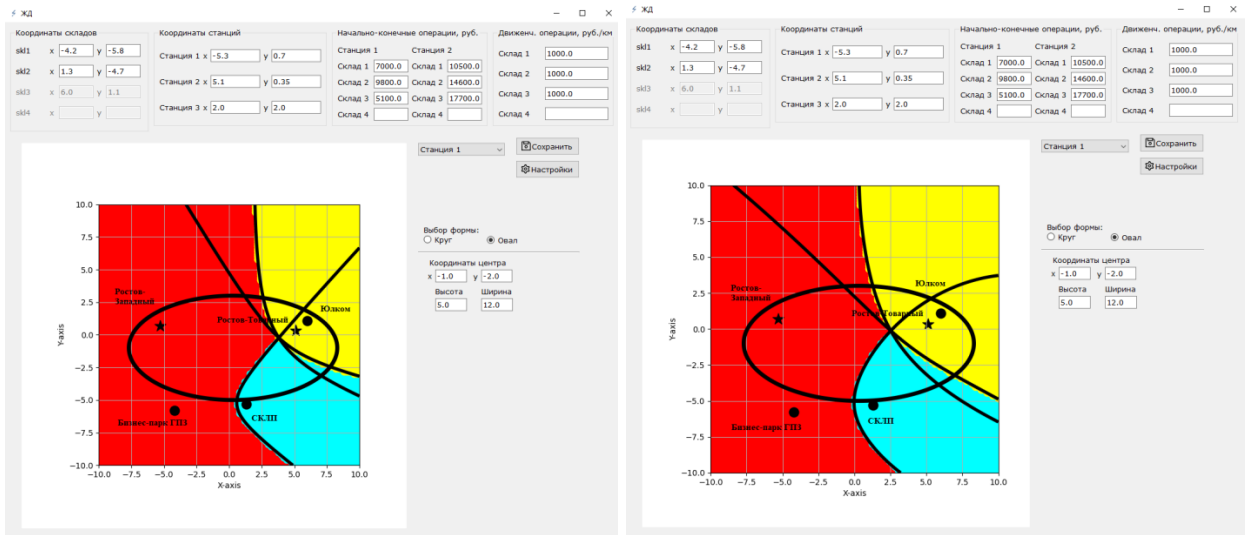 ЖД
Координаты складов
skl1 x -4.2 y -5.8
skl2 x 1.3 y -4.7
skl3 x 6.0 y 1.1
skl4 x y
Координаты станций
Станция 1 x -5.3 y 0.7
Станция 2 x 5.1 y 0.35
Станция 3 x 2.0 y 2.0
Начально-конечные операции, руб.
Станция 1 Станция 2
Склад 1 7000.0 Склад 1 10500.0
Склад 2 9800.0 Склад 2 14600.0
Склад 3 5100.0 Склад 3 17700.0
Склад 4 Склад 4
Движенч. операции, руб./км
Склад 1 1000.0
Склад 2 1000.0
Склад 3 1000.0
Склад 4
Станция 1
Сохранить
Настройки
Выбор формы:
Круг Овал
Координаты центра
x -1.0 y -2.0
Высота Ширина
5.0 12.0
10.0
7.5
5.0
2.5
0.0
−2.5
−5.0
−7.5
−10.0
Y-axis
Ростов-
Западный
Юлком
Ростов-Товарный
СКЛП
Бизнес-парк ГПЗ
−10.0 −7.5 −5.0 −2.5 0.0 2.5 5.0 7.5 10.0
X-axis
ЖД
Координаты складов
skl1 x -4.2 y -5.8
skl2 x 1.3 y -4.7
skl3 x 6.0 y 1.1
skl4 x y
Координаты станций
Станция 1 x -5.3 y 0.7
Станция 2 x 5.1 y 0.35
Станция 3 x 2.0 y 2.0
Начально-конечные операции, руб.
Станция 1 Станция 2
Склад 1 7000.0 Склад 1 10500.0
Склад 2 9800.0 Склад 2 14600.0
Склад 3 5100.0 Склад 3 17700.0
Склад 4 Склад 4
Движенч. операции, руб./км
Склад 1 1000.0
Склад 2 1000.0
Склад 3 1000.0
Склад 4
Станция 1
Сохранить
Настройки
Выбор формы:
Круг Овал
Координаты центра
x -1.0 y -2.0
Высота Ширина
5.0 12.0
10.0
7.5
5.0
2.5
0.0
−2.5
−5.0
−7.5
−10.0
Y-axis
Ростов-
Западный
Юлком
Ростов-Товарный
СКЛП
Бизнес-парк ГПЗ
−10.0 −7.5 −5.0 −2.5 0.0 2.5 5.0 7.5 10.0
X-axis